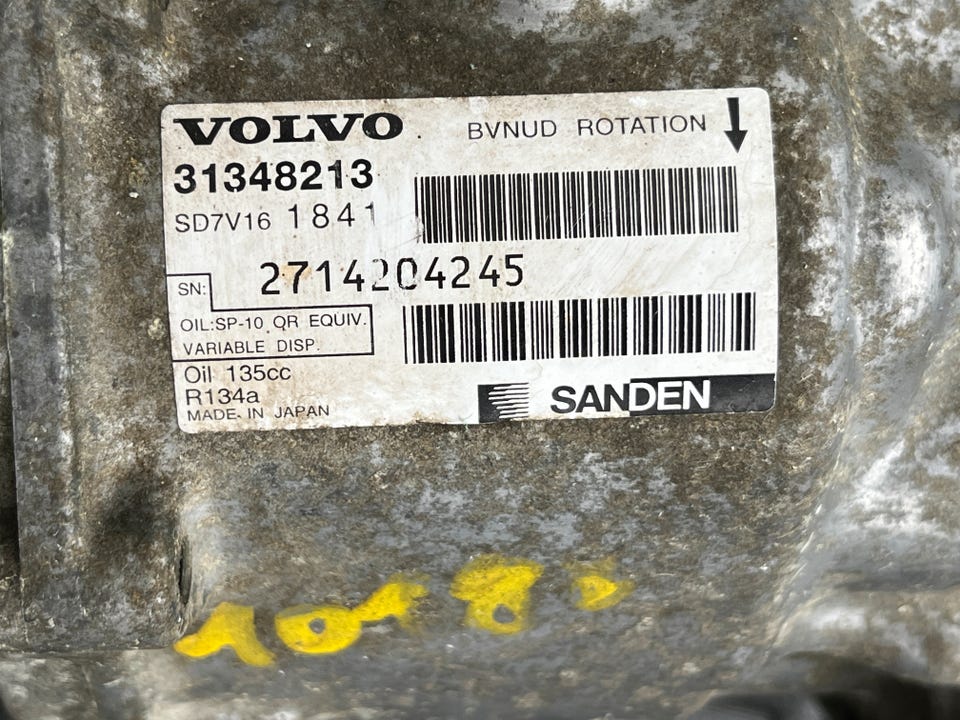 VOLVO
BVNUD ROTATION
31348213
SD7V16 1841
SN: 2714204245
OIL:SP-10 OR EQUIV.
VARIABLE DISP.
Oil 135cc
R134a
MADE IN JAPAN
SANDEN